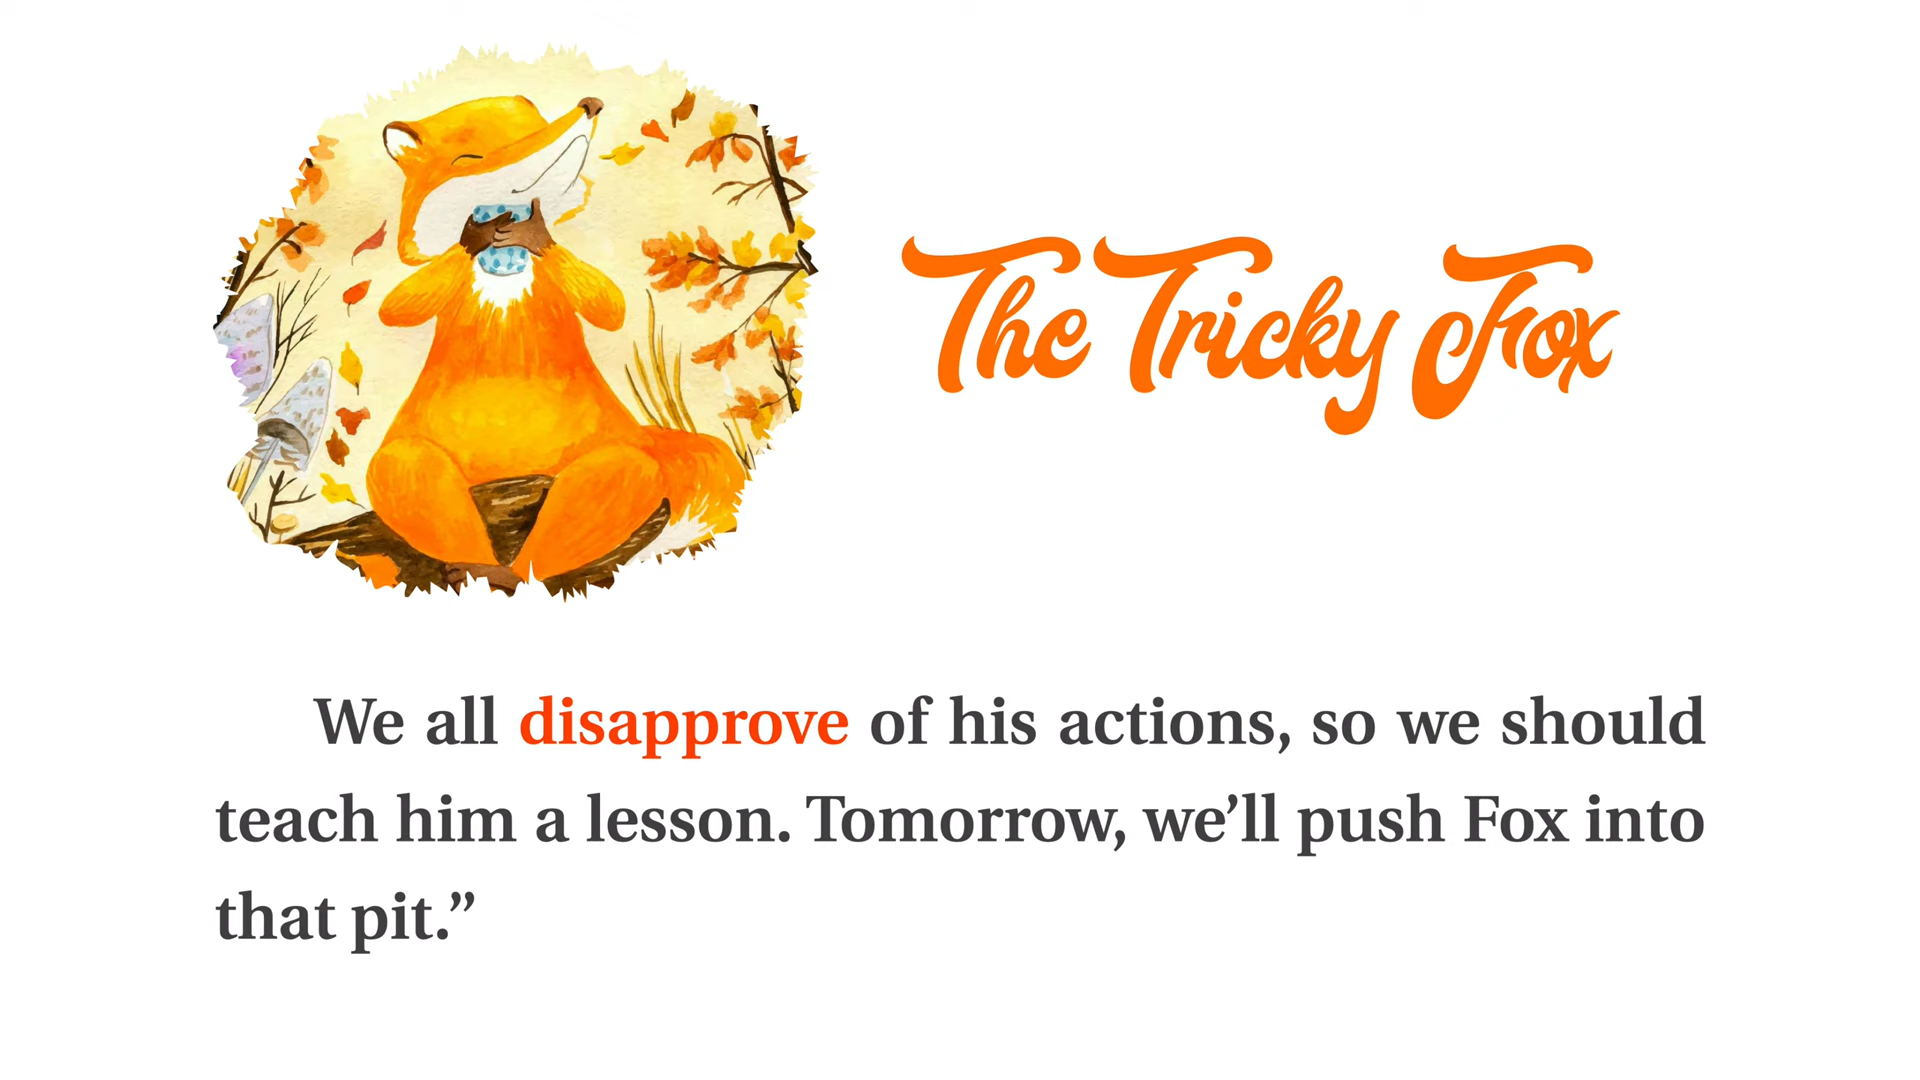 The Tricky Fox
We all disapprove of his actions, so we should
teach him a lesson. Tomorrow, we’ll push Fox into
that pit.”